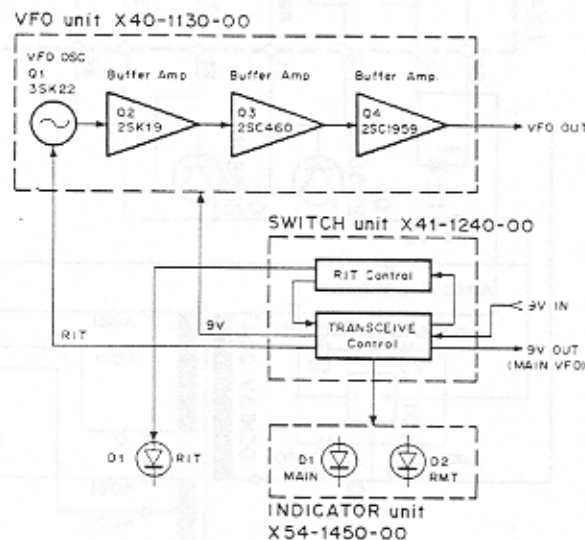 VFO unit X40-1130-00
VFO OSC
Q1
3SK22
Buffer Amp
Q2
2SK19
Buffer Amp
Q3
2SC460
Buffer Amp.
Q4
2SC1959
VFO OUT
SWITCH unit X41-1240-00
RIT Control
TRANSCEIVE
Control
RIT
9V
9V IN
9V OUT
(MAIN VFO)
D1
RIT
D1
MAIN
D2
RMT
INDICATOR unit
X54-1450-00